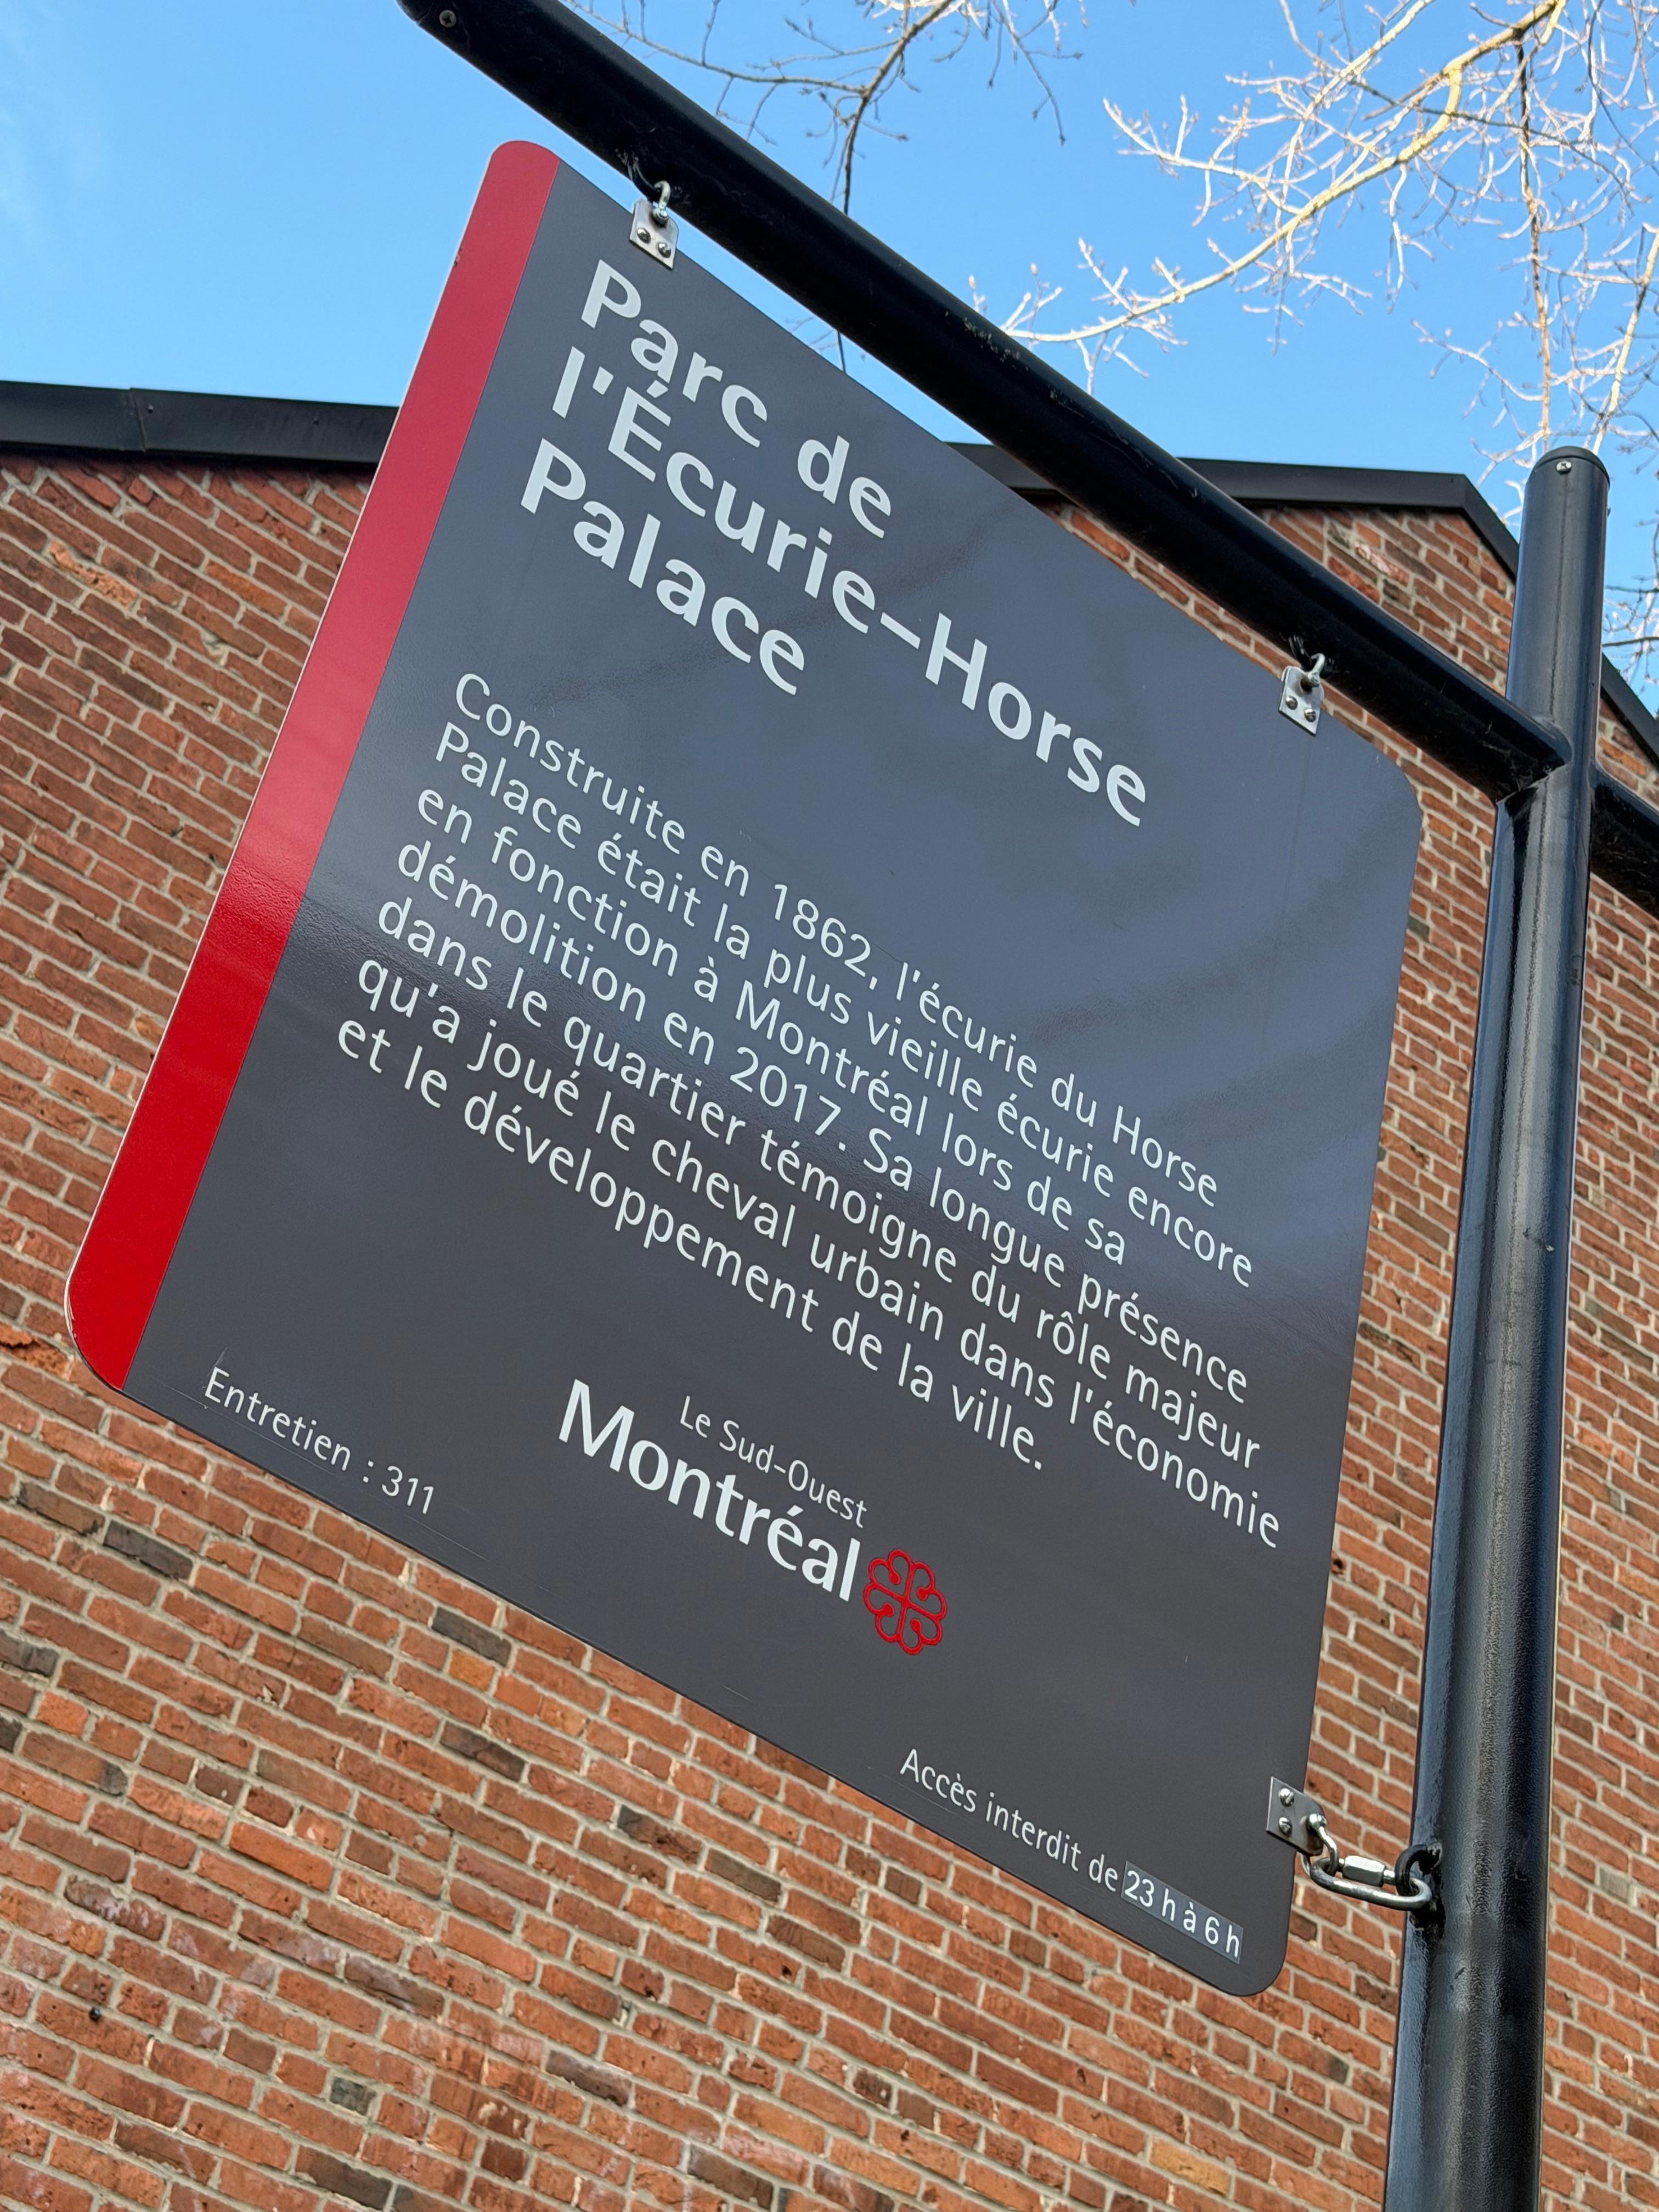 Parc de
l'Écurie-Horse
Palace
Construite en 1862, l'écurie du Horse
Palace était la plus vieille écurie encore
en fonction à Montréal lors de sa
démolition en 2017. Sa longue présence
dans le quartier témoigne du rôle majeur
qu'a joué le cheval urbain dans l'économie
et le développement de la ville.
Le Sud-Ouest
Montréal
Entretien : 311
Accès interdit de 23 h à 6 h